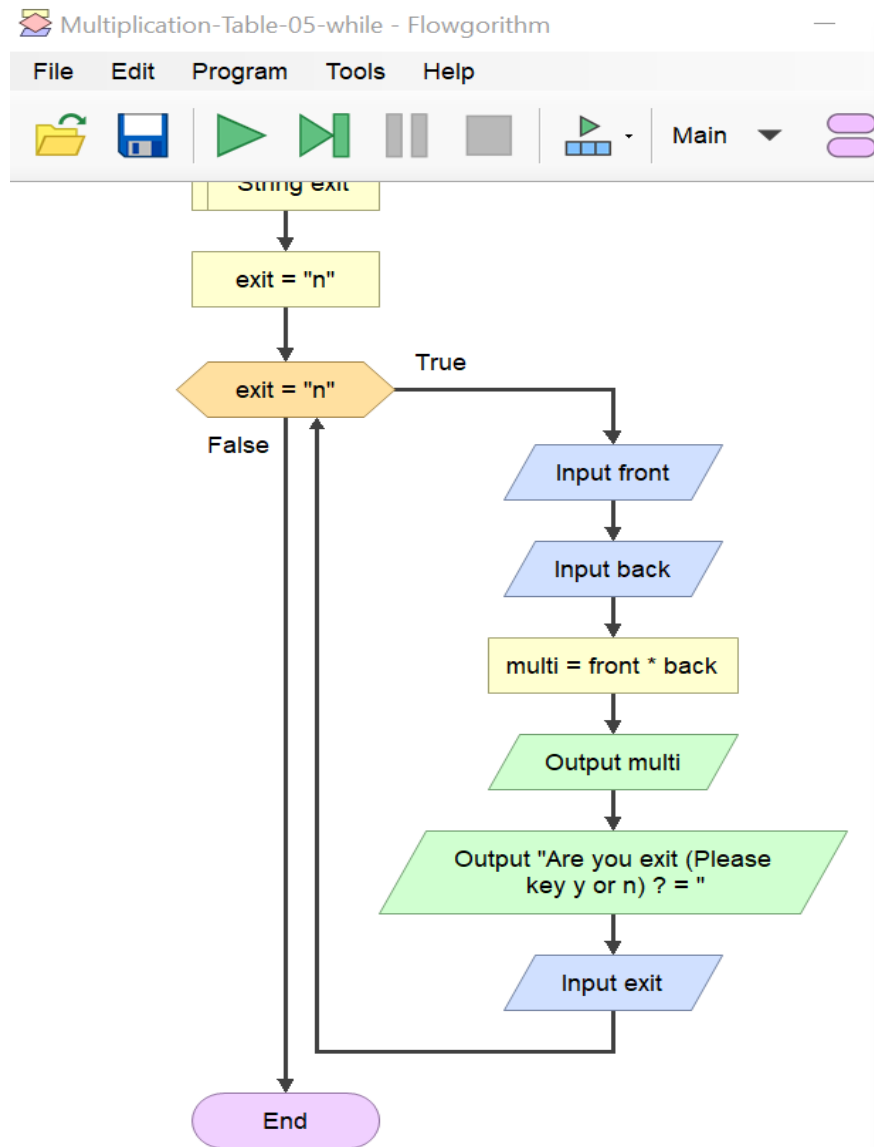 Multiplication-Table-05-while - Flowgorithm
File Edit Program Tools Help
Main
String exit
exit = "n"
exit = "n"
True
False
Input front
Input back
multi = front * back
Output multi
Output "Are you exit (Please
key y or n) ? = "
Input exit
End